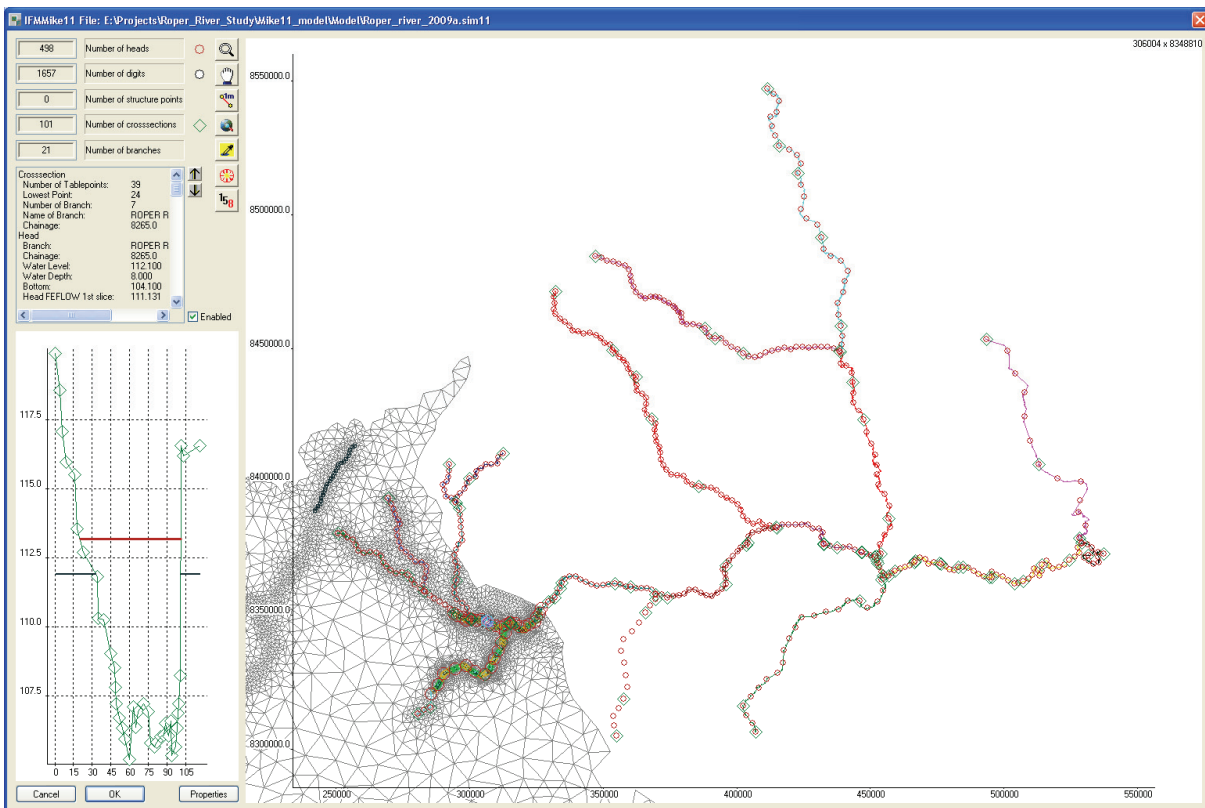 IFMMike11 File: E:\Projects\Roper_River_Study\Mike11_model\Model\Roper_river_2009a.sim11
498 Number of heads
1657 Number of digits
0 Number of structure points
101 Number of crosssections
21 Number of branches
Crosssection
Number of Tablepoints: 39
Lowest Point: 24
Number of Branch: 7
Name of Branch: ROPER R
Chainage: 8265.0
Head
Branch: ROPER R
Chainage: 8265.0
Water Level: 112.100
Water Depth: 8.000
Bottom: 104.100
Head FEFLOW 1st slice: 111.131
Enabled
1m
158
117.5
115.0
112.5
110.0
107.5
0 15 30 45 60 75 90 105
Cancel OK Properties
306004 x 8348810
8550000.0
8500000.0
8450000.0
8400000.0
8350000.0
8300000.0
250000 300000 350000 400000 450000 500000 550000